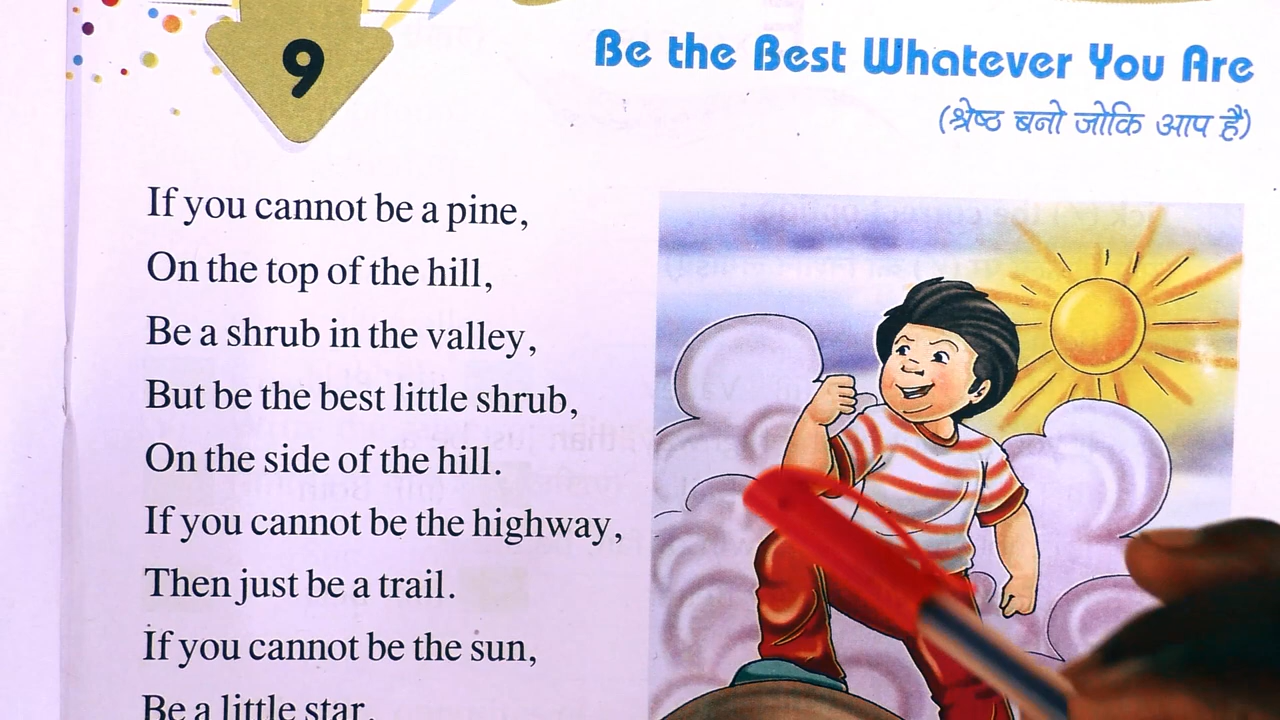 9
Be the Best Whatever You Are
(श्रेष्ठ बनो जोकि आप हैं)
If you cannot be a pine,
On the top of the hill,
Be a shrub in the valley,
But be the best little shrub,
On the side of the hill.
If you cannot be the highway,
Then just be a trail.
If you cannot be the sun,
Be a little star.